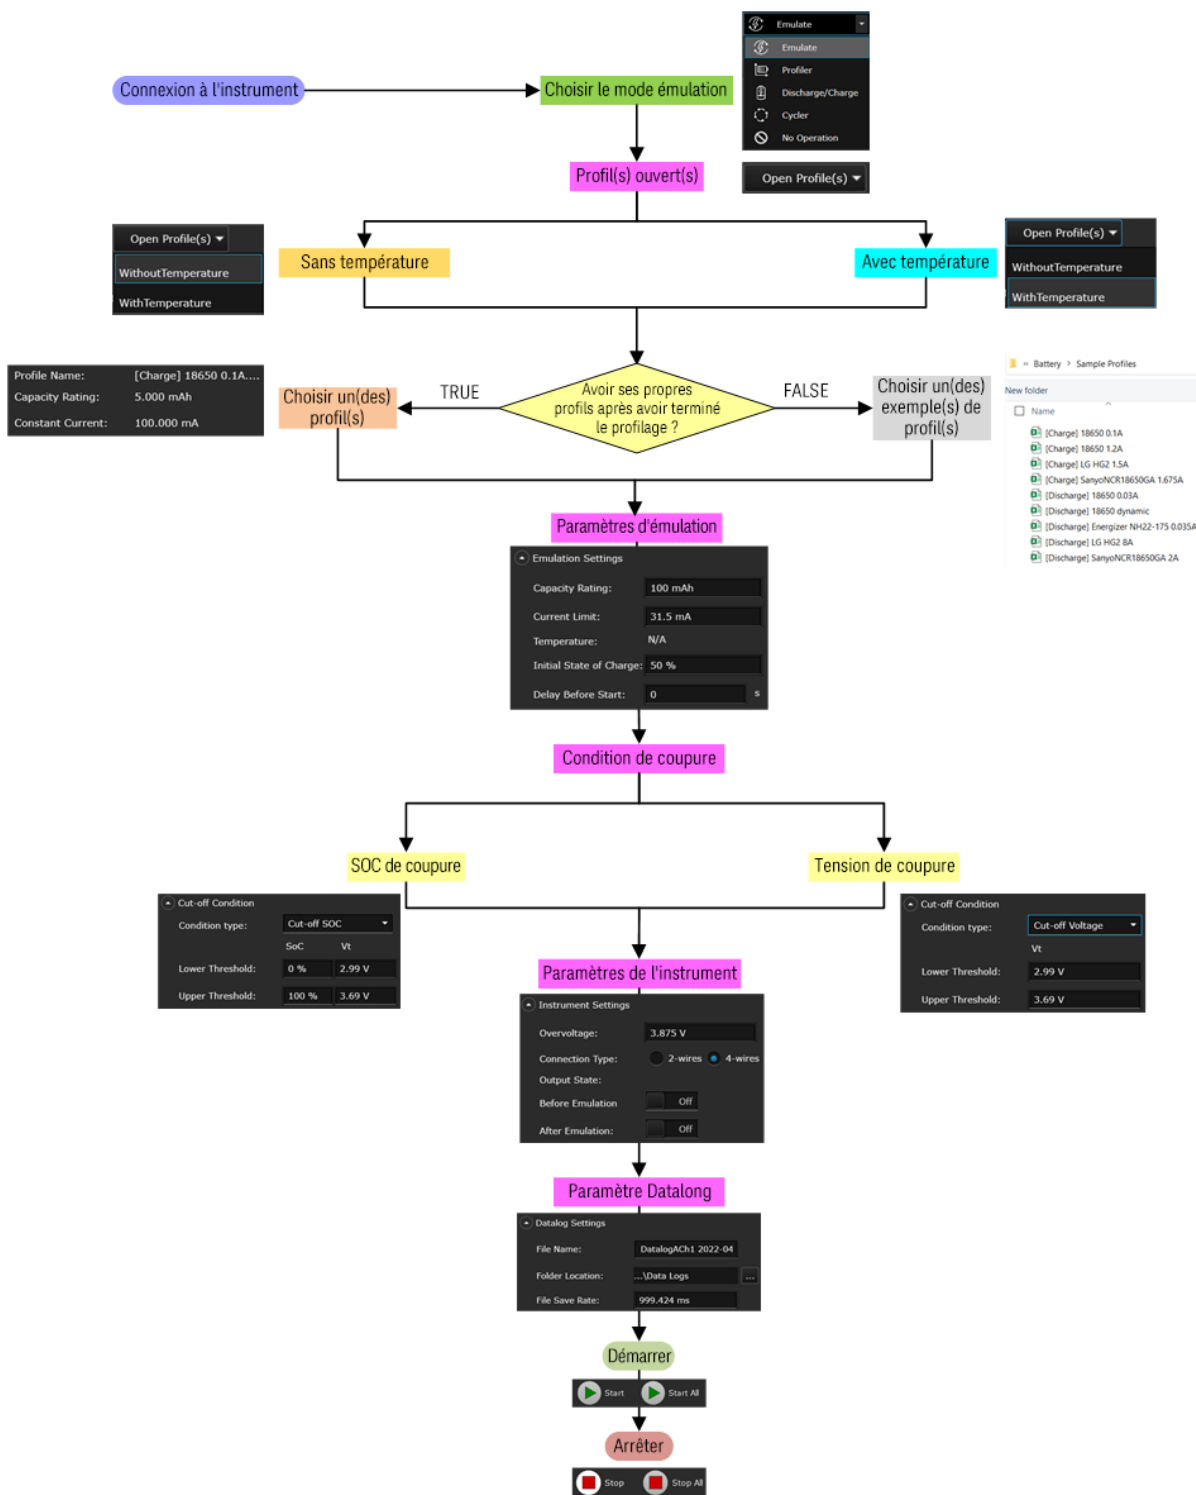 Emulate
Emulate
Profiler
Discharge/Charge
Cycler
No Operation
Connexion à l'instrument
Choisir le mode émulation
Profil(s) ouvert(s)
Open Profile(s)
Open Profile(s)
WithoutTemperature
WithTemperature
Sans température
Avec température
Open Profile(s)
WithoutTemperature
WithTemperature
Profile Name: [Charge] 18650 0.1A....
Capacity Rating: 5.000 mAh
Constant Current: 100.000 mA
Choisir un(des)
profil(s)
TRUE
Avoir ses propres
profils après avoir terminé
le profilage ?
FALSE
Choisir un(des)
exemple(s) de
profil(s)
« Battery > Sample Profiles
New folder
Name
[Charge] 18650 0.1A
[Charge] 18650 1.2A
[Charge] LG HG2 1.5A
[Charge] SanyoNCR18650GA 1.675A
[Discharge] 18650 0.03A
[Discharge] 18650 dynamic
[Discharge] Energizer NH22-175 0.035A
[Discharge] LG HG2 8A
[Discharge] SanyoNCR18650GA 2A
Paramètres d'émulation
Emulation Settings
Capacity Rating: 100 mAh
Current Limit: 31.5 mA
Temperature: N/A
Initial State of Charge: 50 %
Delay Before Start: 0 s
Condition de coupure
SOC de coupure
Tension de coupure
Cut-off Condition
Condition type: Cut-off SOC
SoC Vt
Lower Threshold: 0 % 2.99 V
Upper Threshold: 100 % 3.69 V
Cut-off Condition
Condition type: Cut-off Voltage
Vt
Lower Threshold: 2.99 V
Upper Threshold: 3.69 V
Paramètres de l'instrument
Instrument Settings
Overvoltage: 3.875 V
Connection Type: 2-wires 4-wires
Output State:
Before Emulation Off
After Emulation: Off
Paramètre Datalong
Datalog Settings
File Name: DatalogACh1 2022-04
Folder Location: ...\Data Logs ...
File Save Rate: 999.424 ms
Démarrer
Start Start All
Arrêter
Stop Stop All